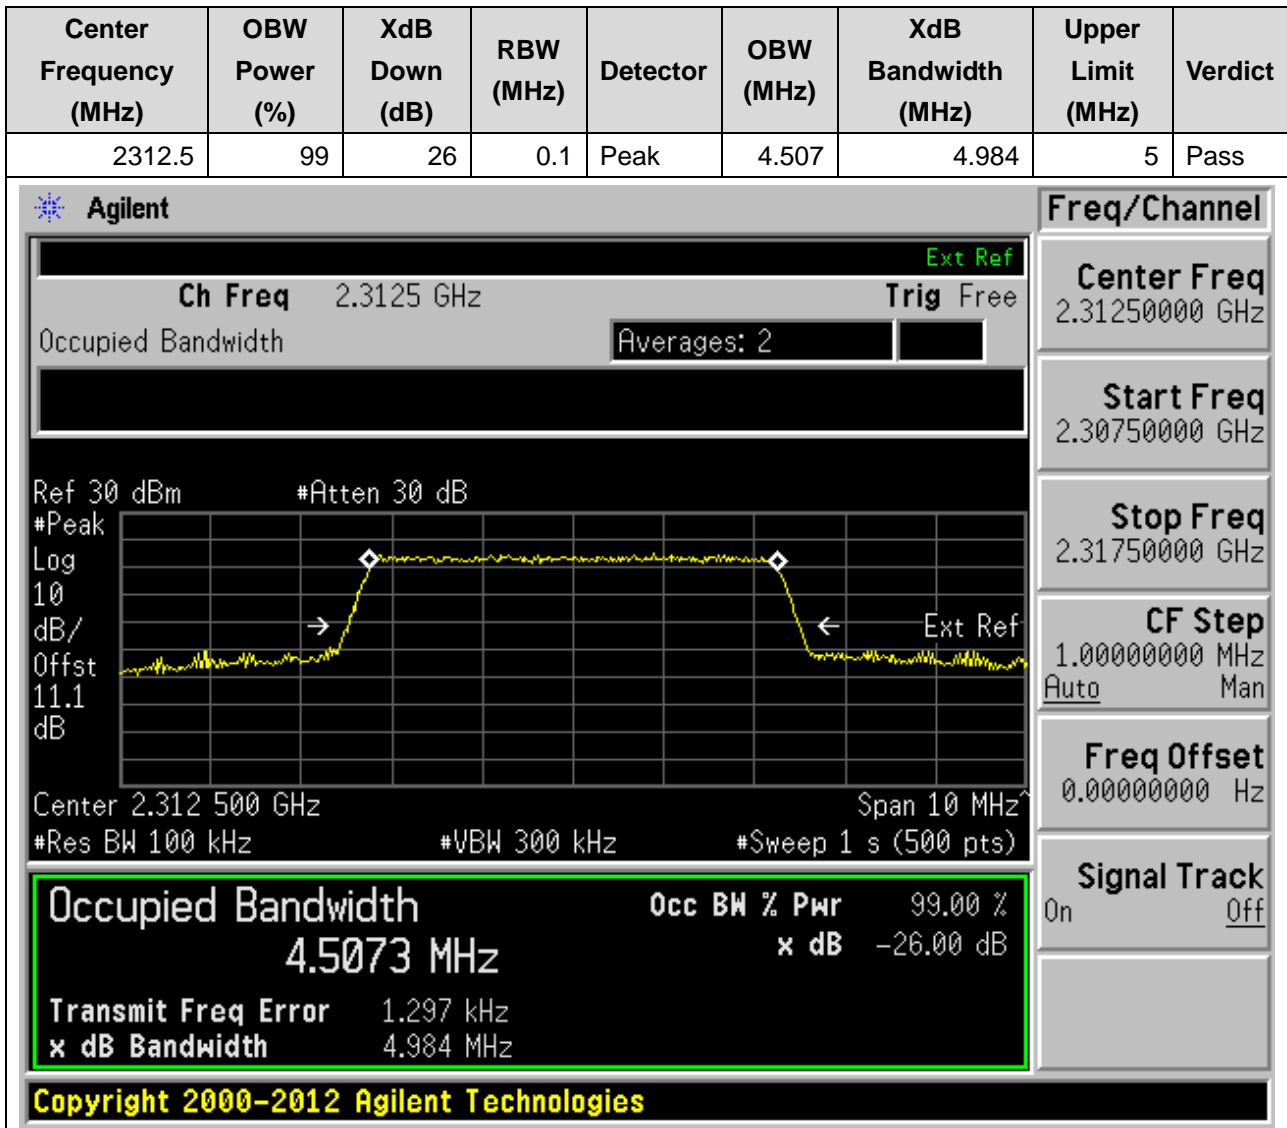 Center Frequency (MHz) OBW Power (%) XdB Down (dB) RBW (MHz) Detector OBW (MHz) XdB Bandwidth (MHz) Upper Limit (MHz) Verdict
2312.5 99 26 0.1 Peak 4.507 4.984 5 Pass
Agilent
Freq/Channel
Ext Ref
Ch Freq 2.3125 GHz Trig Free
Occupied Bandwidth Averages: 2
Ref 30 dBm #Atten 30 dB
#Peak
Log
10
dB/
Offst
11.1
dB
Ext Ref
Center 2.312 500 GHz Span 10 MHz^
#Res BW 100 kHz #VBW 300 kHz #Sweep 1 s (500 pts)
Occupied Bandwidth
4.5073 MHz
Occ BW % Pwr 99.00 %
x dB -26.00 dB
Transmit Freq Error 1.297 kHz
x dB Bandwidth 4.984 MHz
Center Freq
2.31250000 GHz
Start Freq
2.30750000 GHz
Stop Freq
2.31750000 GHz
CF Step
1.00000000 MHz
Auto Man
Freq Offset
0.00000000 Hz
Signal Track
On Off
Copyright 2000-2012 Agilent Technologies